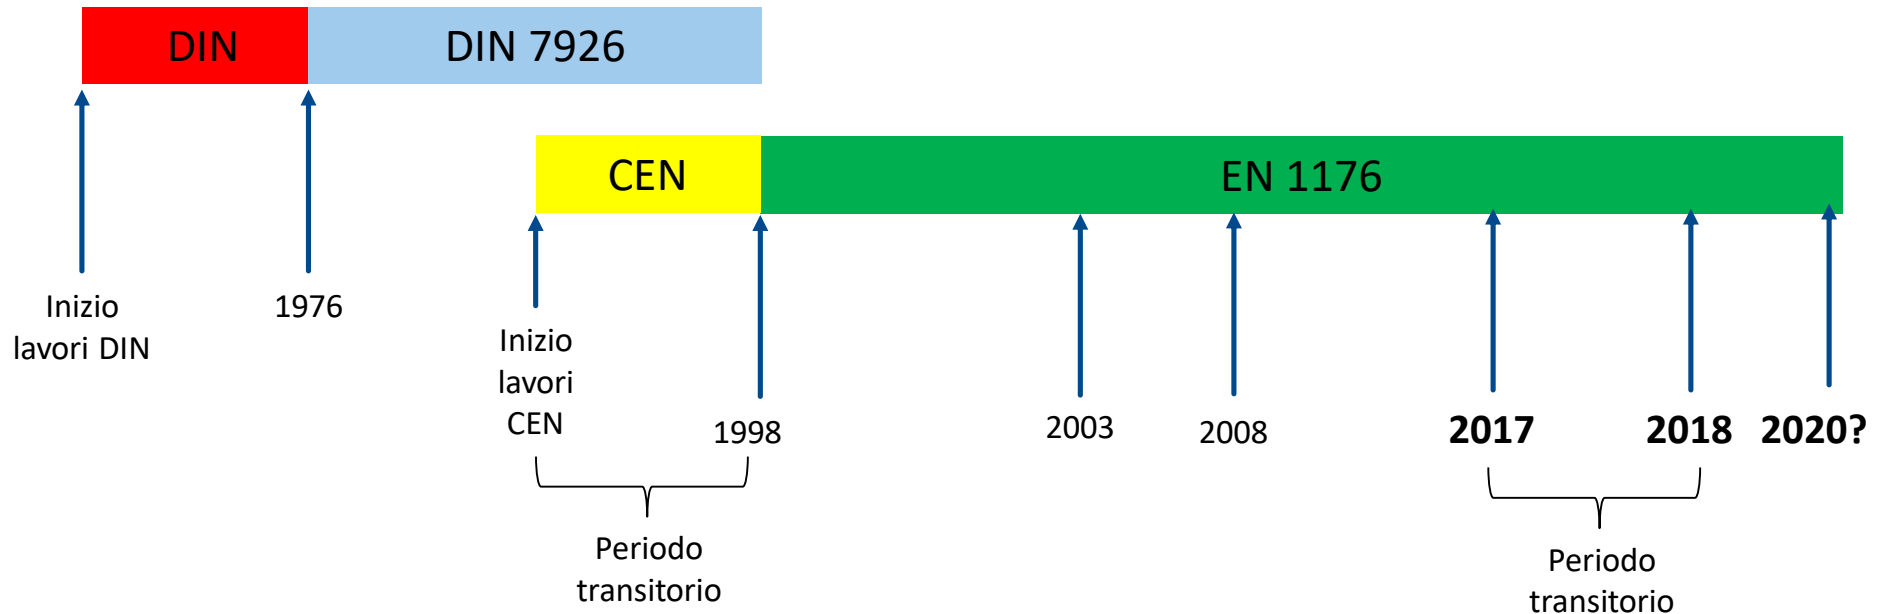 DIN
DIN 7926
CEN
EN 1176
Inizio
lavori DIN
1976
Inizio
lavori
CEN
1998
2003
2008
2017
2018
2020?
Periodo
transitorio
Periodo
transitorio